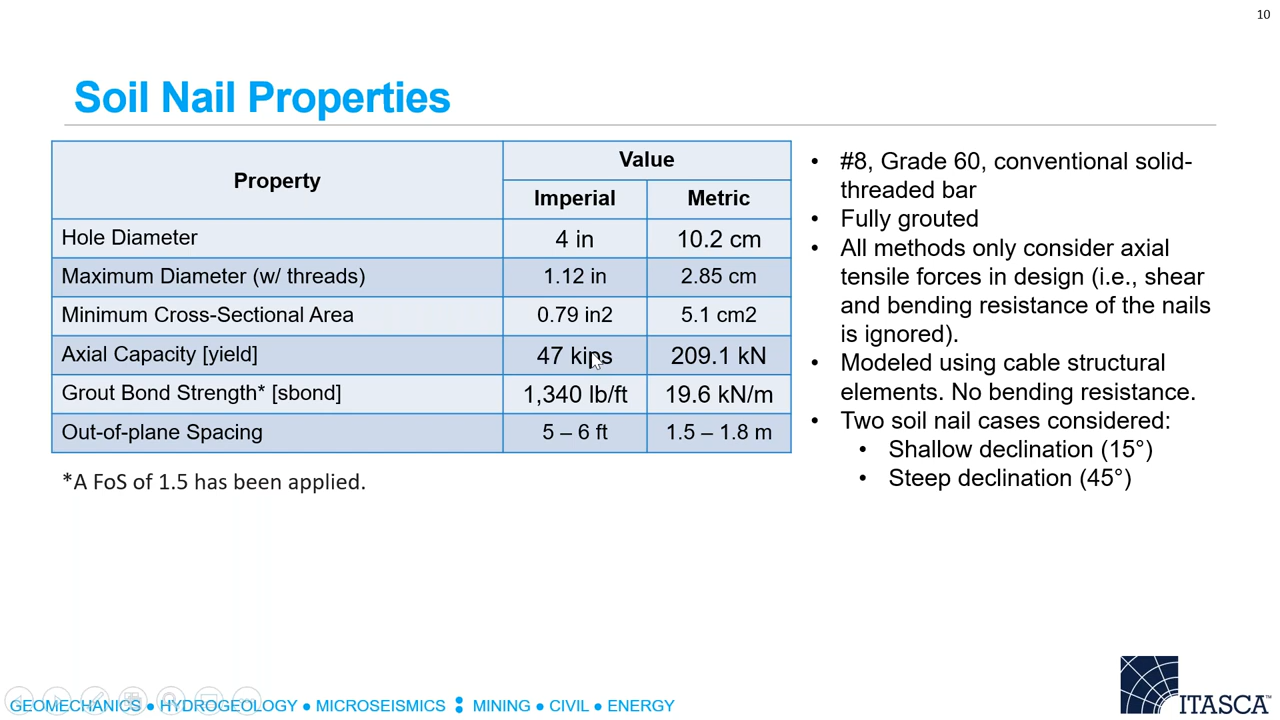 10
Soil Nail Properties
Property
Value
Imperial Metric
Hole Diameter 4 in 10.2 cm
Maximum Diameter (w/ threads) 1.12 in 2.85 cm
Minimum Cross-Sectional Area 0.79 in2 5.1 cm2
Axial Capacity [yield] 47 kips 209.1 kN
Grout Bond Strength* [sbond] 1,340 lb/ft 19.6 kN/m
Out-of-plane Spacing 5 – 6 ft 1.5 – 1.8 m
*A FoS of 1.5 has been applied.
• #8, Grade 60, conventional solid-
threaded bar
• Fully grouted
• All methods only consider axial
tensile forces in design (i.e., shear
and bending resistance of the nails
is ignored).
• Modeled using cable structural
elements. No bending resistance.
• Two soil nail cases considered:
• Shallow declination (15°)
• Steep declination (45°)
GEOMECHANICS ● HYDROGEOLOGY ● MICROSEISMICS : MINING ● CIVIL ● ENERGY
ITASCA™